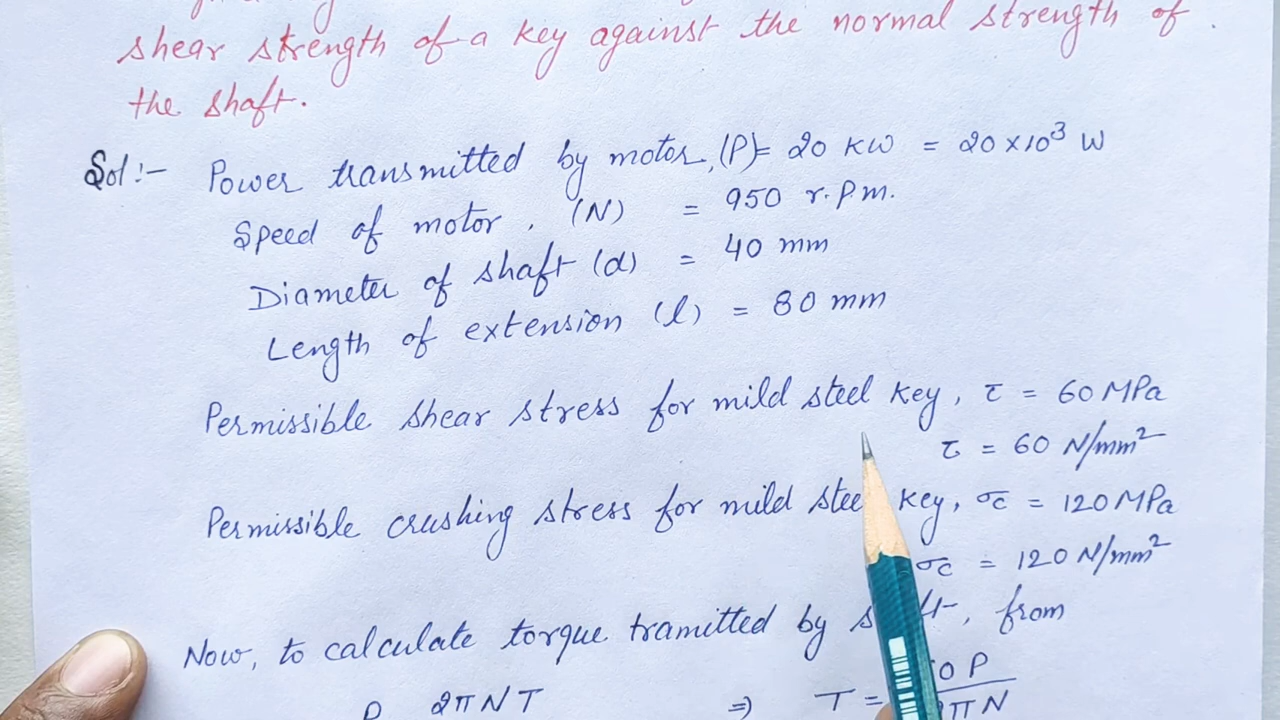 shear strength of a key against the normal strength of
the shaft.
Sol:- Power transmitted by motor, (P) = 20 KW = 20 x 10³ W
Speed of motor, (N) = 950 r.p.m.
Diameter of shaft (d) = 40 mm
Length of extension (l) = 80 mm
Permissible shear stress for mild steel key, τ = 60 MPa
τ = 60 N/mm²
Permissible crushing stress for mild steel key, σc = 120 MPa
σc = 120 N/mm²
Now, to calculate torque tramitted by, from
2πNT ⇒ T =